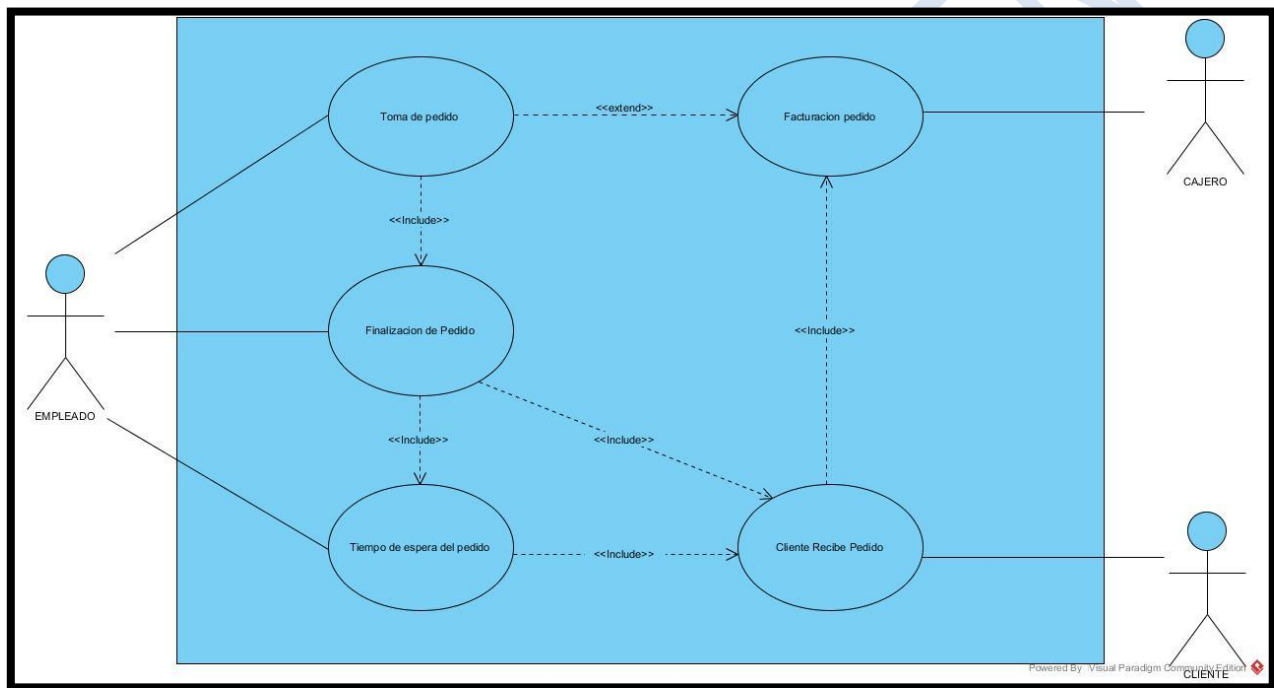 Toma de pedido
<<extend>>
Facturacion pedido
CAJERO
<<Include>>
Finalizacion de Pedido
<<Include>>
EMPLEADO
<<Include>>
<<Include>>
Tiempo de espera del pedido
<<Include>>
Cliente Recibe Pedido
Powered By Visual Paradigm Community Edition
CLIENTE